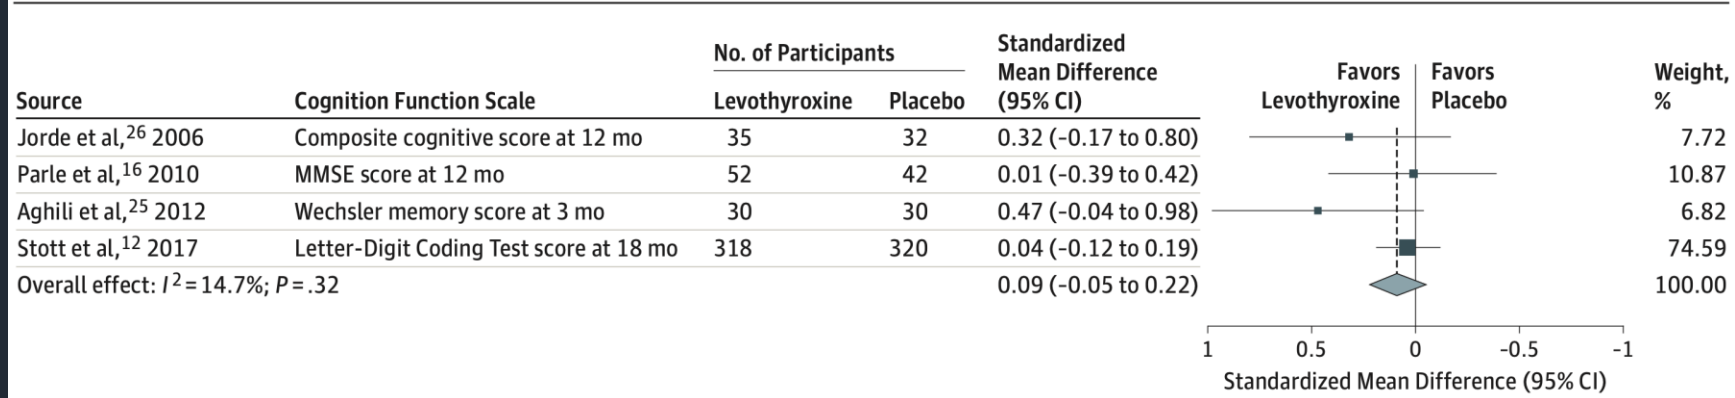 No. of Participants
Standardized
Mean Difference
(95% CI)
Favors
Levothyroxine
Favors
Placebo
Weight,
%
Source Cognition Function Scale Levothyroxine Placebo
Jorde et al,26 2006 Composite cognitive score at 12 mo 35 32 0.32 (-0.17 to 0.80) 7.72
Parle et al,16 2010 MMSE score at 12 mo 52 42 0.01 (-0.39 to 0.42) 10.87
Aghili et al,25 2012 Wechsler memory score at 3 mo 30 30 0.47 (-0.04 to 0.98) 6.82
Stott et al,12 2017 Letter-Digit Coding Test score at 18 mo 318 320 0.04 (-0.12 to 0.19) 74.59
Overall effect: I2 = 14.7%; P = .32 0.09 (-0.05 to 0.22) 100.00
1 0.5 0 -0.5 -1
Standardized Mean Difference (95% CI)